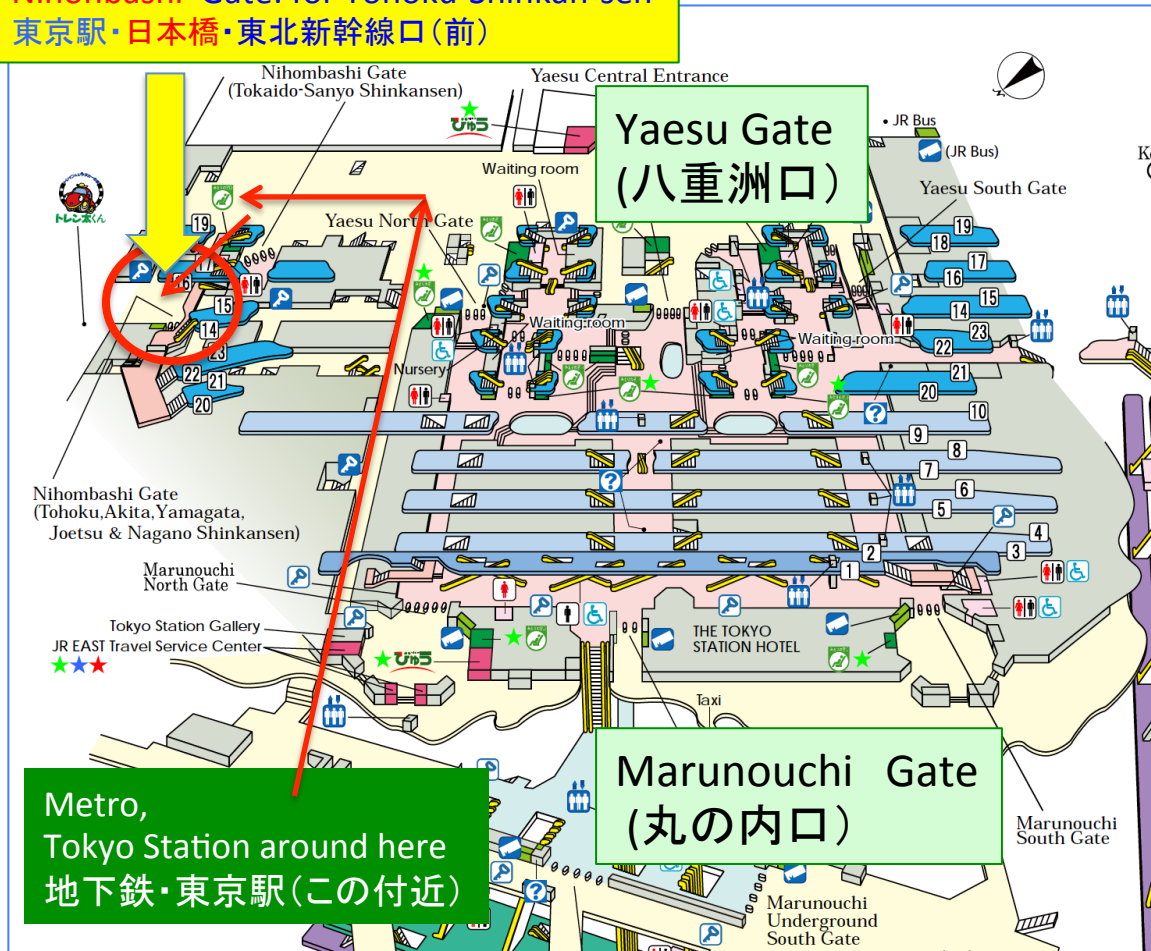 Nihonbashi Gate: for Tohoku Shinkan-sen
東京駅・日本橋・東北新幹線口(前)
Nihombashi Gate
(Tokaido-Sanyo Shinkansen)
Yaesu Central Entrance
びゅう
Yaesu Gate
(八重洲口)
• JR Bus
(JR Bus)
Waiting room
Yaesu South Gate
トレン太くん
Yaesu North Gate
19
17
16
15
14
23
22
21
20
Waiting room
Waiting room
Nursery
19
18
17
16
15
14
23
22
21
20
10
9
8
7
6
5
4
3
2
1
Nihombashi Gate
(Tohoku,Akita,Yamagata,
Joetsu & Nagano Shinkansen)
Marunouchi
North Gate
Tokyo Station Gallery
JR EAST Travel Service Center
びゅう
THE TOKYO
STATION HOTEL
Taxi
Metro,
Tokyo Station around here
地下鉄・東京駅(この付近)
Marunouchi Gate
(丸の内口)
Marunouchi
South Gate
Marunouchi
Underground
South Gate